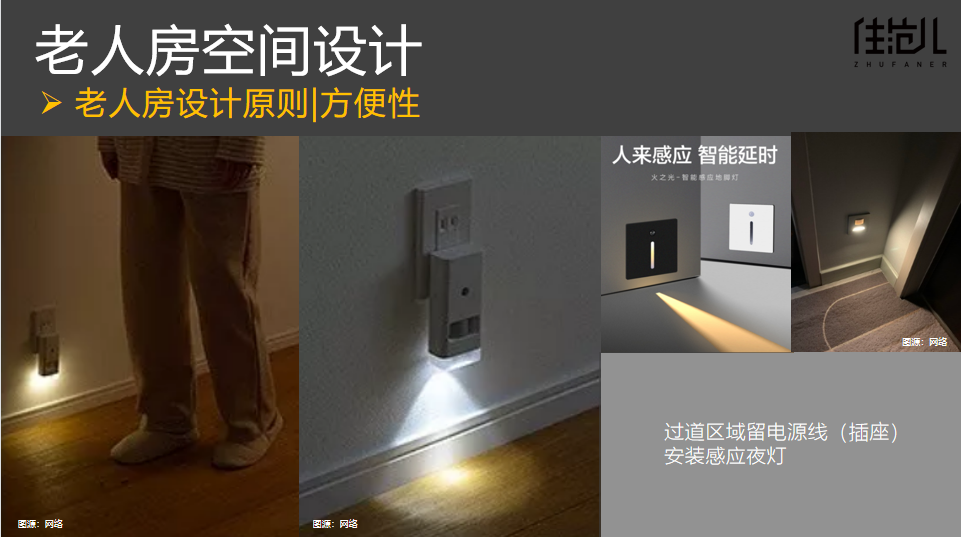 老人房空间设计
佳范儿
ZHUFANER
老人房设计原则|方便性
人来感应 智能延时
火之光-智能感应地脚灯
图源：网络
过道区域留电源线（插座）
安装感应夜灯
图源：网络
图源：网络